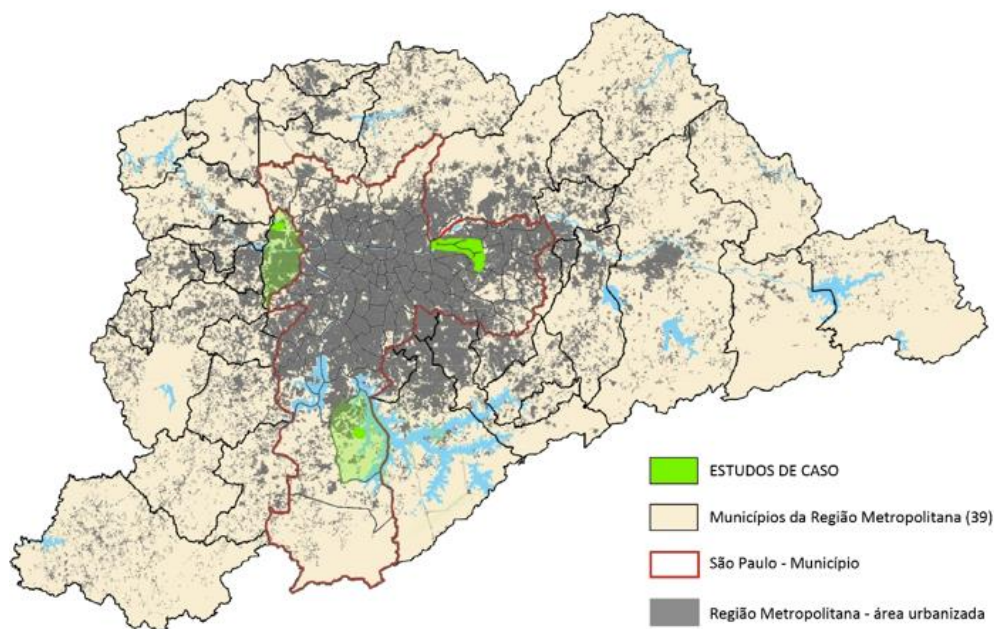 ESTUDOS DE CASO
Municípios da Região Metropolitana (39)
São Paulo - Município
Região Metropolitana - área urbanizada